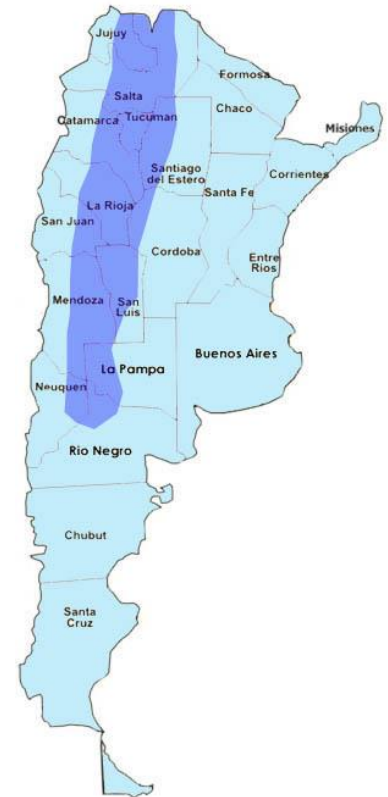 Jujuy
Formosa
Salta
Chaco
Catamarca
Tucuman
Misiones
Santiago
del Estero
Corrientes
Santa Fe
La Rioja
San Juan
Cordoba
Entre
Rios
Mendoza
San
Luis
Buenos Aires
La Pampa
Neuquen
Rio Negro
Chubut
Santa
Cruz